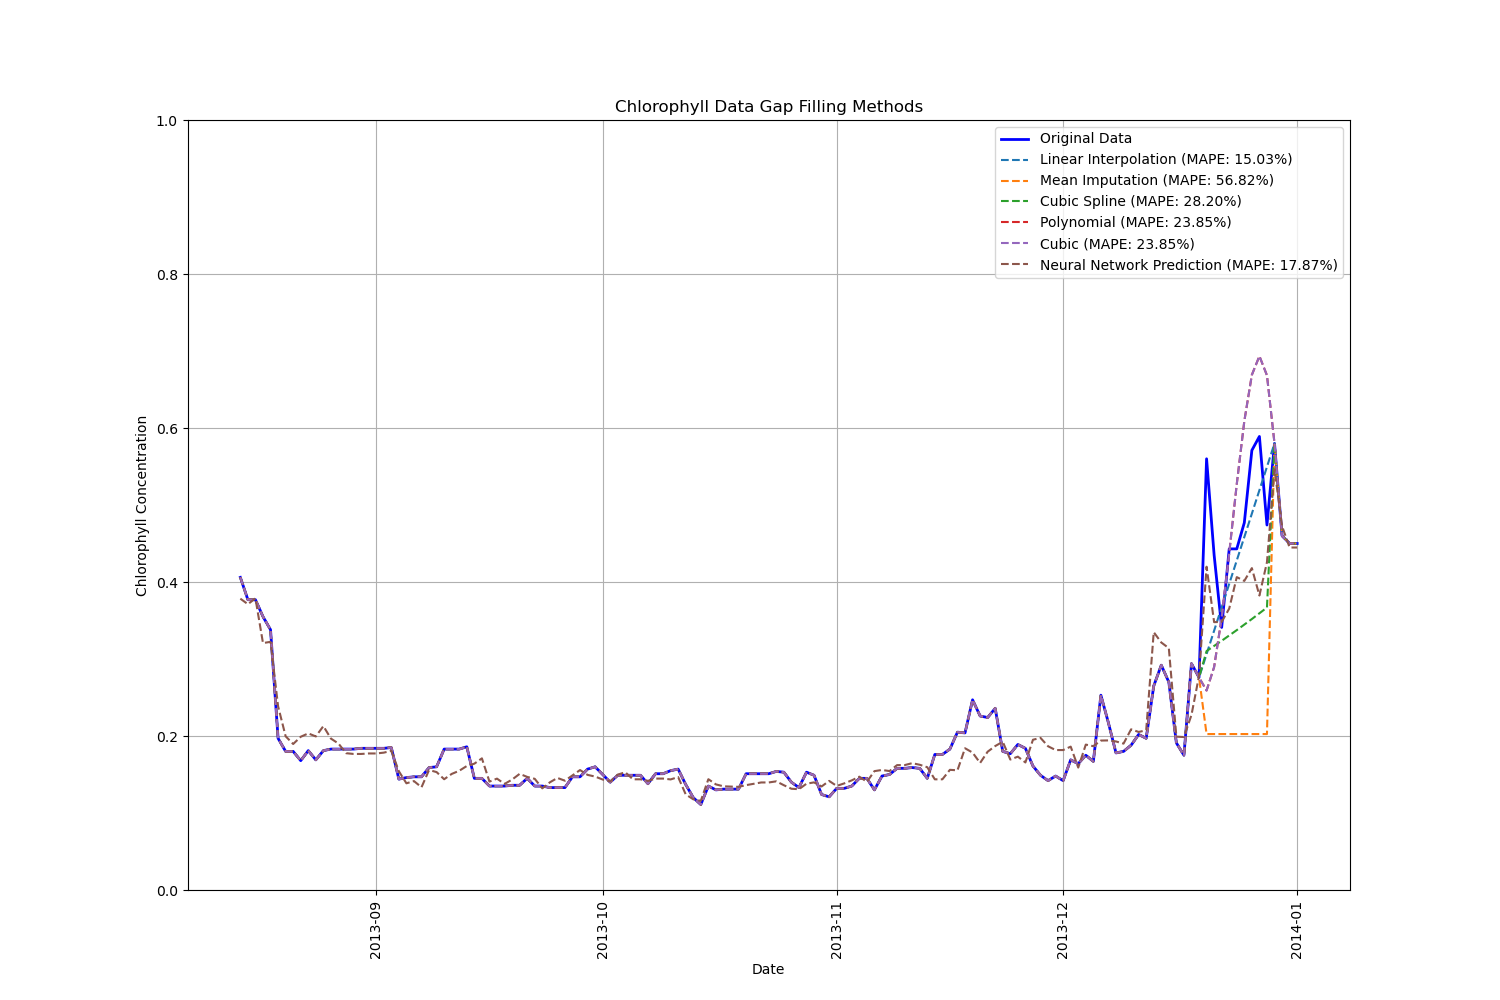 Chlorophyll Data Gap Filling Methods
1.0
0.8
0.6
0.4
0.2
0.0
Chlorophyll Concentration
Original Data
Linear Interpolation (MAPE: 15.03%)
Mean Imputation (MAPE: 56.82%)
Cubic Spline (MAPE: 28.20%)
Polynomial (MAPE: 23.85%)
Cubic (MAPE: 23.85%)
Neural Network Prediction (MAPE: 17.87%)
2013-09
2013-10
2013-11
2013-12
2014-01
Date